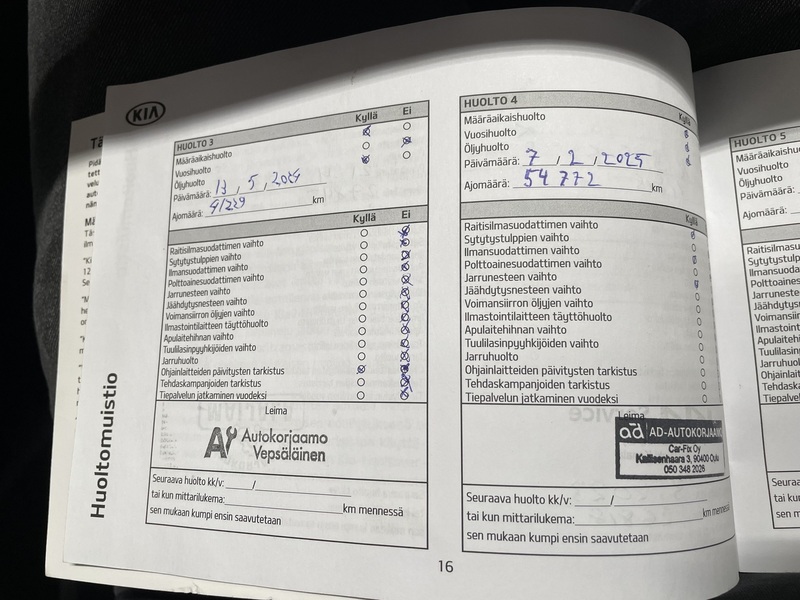 KIA
Huoltomuistio
HUOLTO 3
Kyllä Ei
Määräaikaishuolto
Vuosihuolto
Öljyhuolto
Päivämäärä: 13, 5, 2024
Ajomäärä: 41229 km
Kyllä Ei
Raitisilmasuodattimen vaihto
Sytytystulppien vaihto
Ilmansuodattimen vaihto
Polttoainesuodattimen vaihto
Jarrunesteen vaihto
Jäähdytysnesteen vaihto
Voimansiirron öljyjen vaihto
Ilmastointilaitteen täyttöhuolto
Apulaitehihnan vaihto
Tuulilasinpyyhkijöiden vaihto
Jarruhuolto
Ohjainlaitteiden päivitysten tarkistus
Tehdaskampanjoiden tarkistus
Tiepalvelun jatkaminen vuodeksi
Leima
Autokorjaamo
Vepsäläinen
Seuraava huolto kk/v: /
tai kun mittarilukema: km mennessä
sen mukaan kumpi ensin saavutetaan
HUOLTO 4
Kyllä
Määräaikaishuolto
Vuosihuolto
Öljyhuolto
Päivämäärä: 7, 2, 2025
Ajomäärä: 54 772 km
Kyllä
Raitisilmasuodattimen vaihto
Sytytystulppien vaihto
Ilmansuodattimen vaihto
Polttoainesuodattimen vaihto
Jarrunesteen vaihto
Jäähdytysnesteen vaihto
Voimansiirron öljyjen vaihto
Ilmastointilaitteen täyttöhuolto
Apulaitehihnan vaihto
Tuulilasinpyyhkijöiden vaihto
Jarruhuolto
Ohjainlaitteiden päivitysten tarkistus
Tehdaskampanjoiden tarkistus
Tiepalvelun jatkaminen vuodeksi
Leima
ad AD-AUTOKORJAAMO
Car-Fix Oy
Kallisenhaara 3, 90400 Oulu
050 348 2026
Seuraava huolto kk/v: /
tai kun mittarilukema: km mennessä
sen mukaan kumpi ensin saavutetaan
16
HUOLTO 5
Vuosihuolto
Öljyhuolto
Päivämäärä:
Ajomäärä: